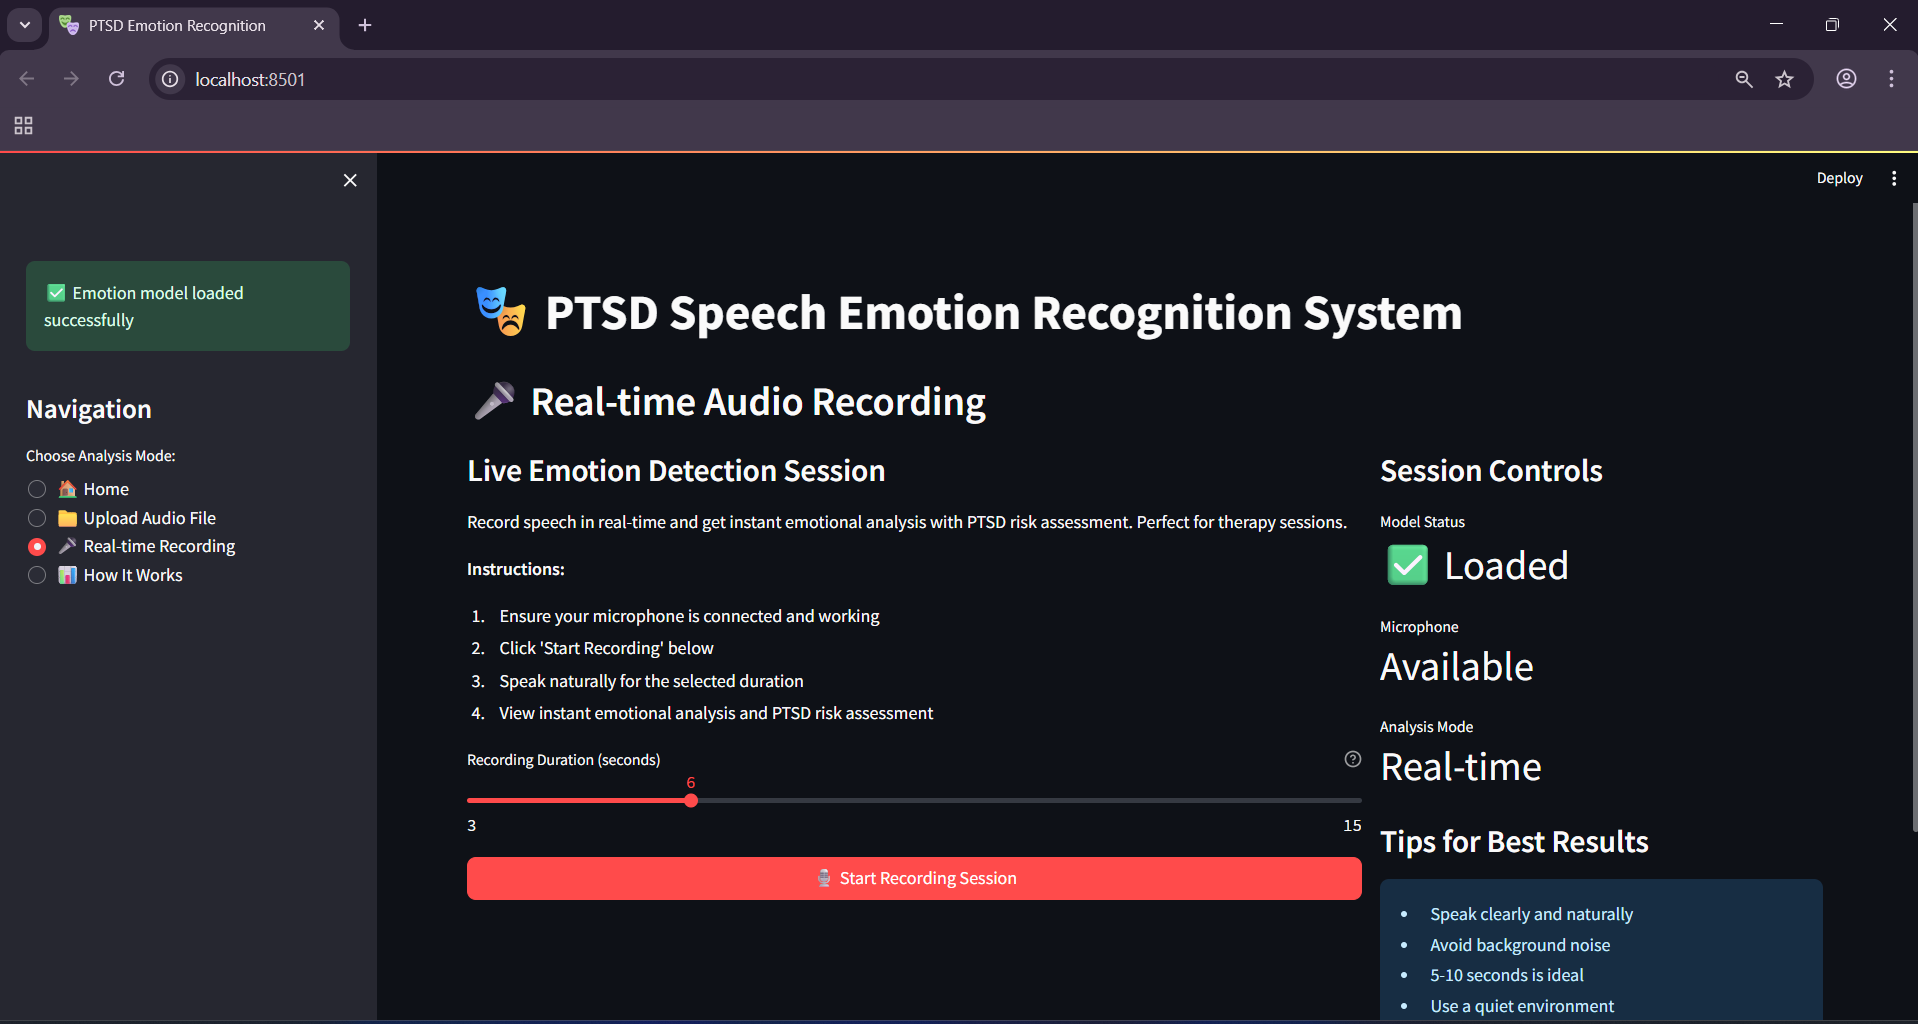 PTSD Emotion Recognition
localhost:8501
Deploy
✅ Emotion model loaded
successfully
Navigation
Choose Analysis Mode:
🏠 Home
📁 Upload Audio File
🎤 Real-time Recording
📊 How It Works
🎭 PTSD Speech Emotion Recognition System
🎤 Real-time Audio Recording
Live Emotion Detection Session
Record speech in real-time and get instant emotional analysis with PTSD risk assessment. Perfect for therapy sessions.
Instructions:
1. Ensure your microphone is connected and working
2. Click 'Start Recording' below
3. Speak naturally for the selected duration
4. View instant emotional analysis and PTSD risk assessment
Recording Duration (seconds)
6
3
15
🎙️ Start Recording Session
Session Controls
Model Status
✅ Loaded
Microphone
Available
Analysis Mode
Real-time
Tips for Best Results
• Speak clearly and naturally
• Avoid background noise
• 5-10 seconds is ideal
• Use a quiet environment